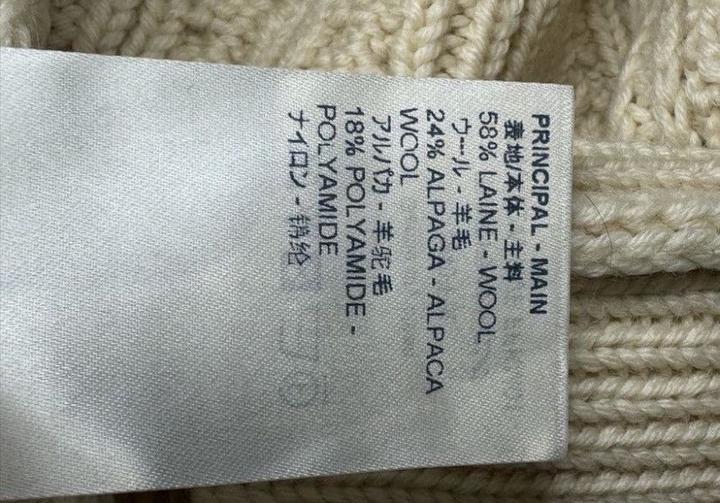 PRINCIPAL - MAIN
表地/本体 - 主料
58% LAINE - WOOL
ウール - 羊毛
24% ALPAGA - ALPACA
WOOL
アルパカ - 羊驼毛
18% POLYAMIDE -
POLYAMIDE
ナイロン - 锦纶